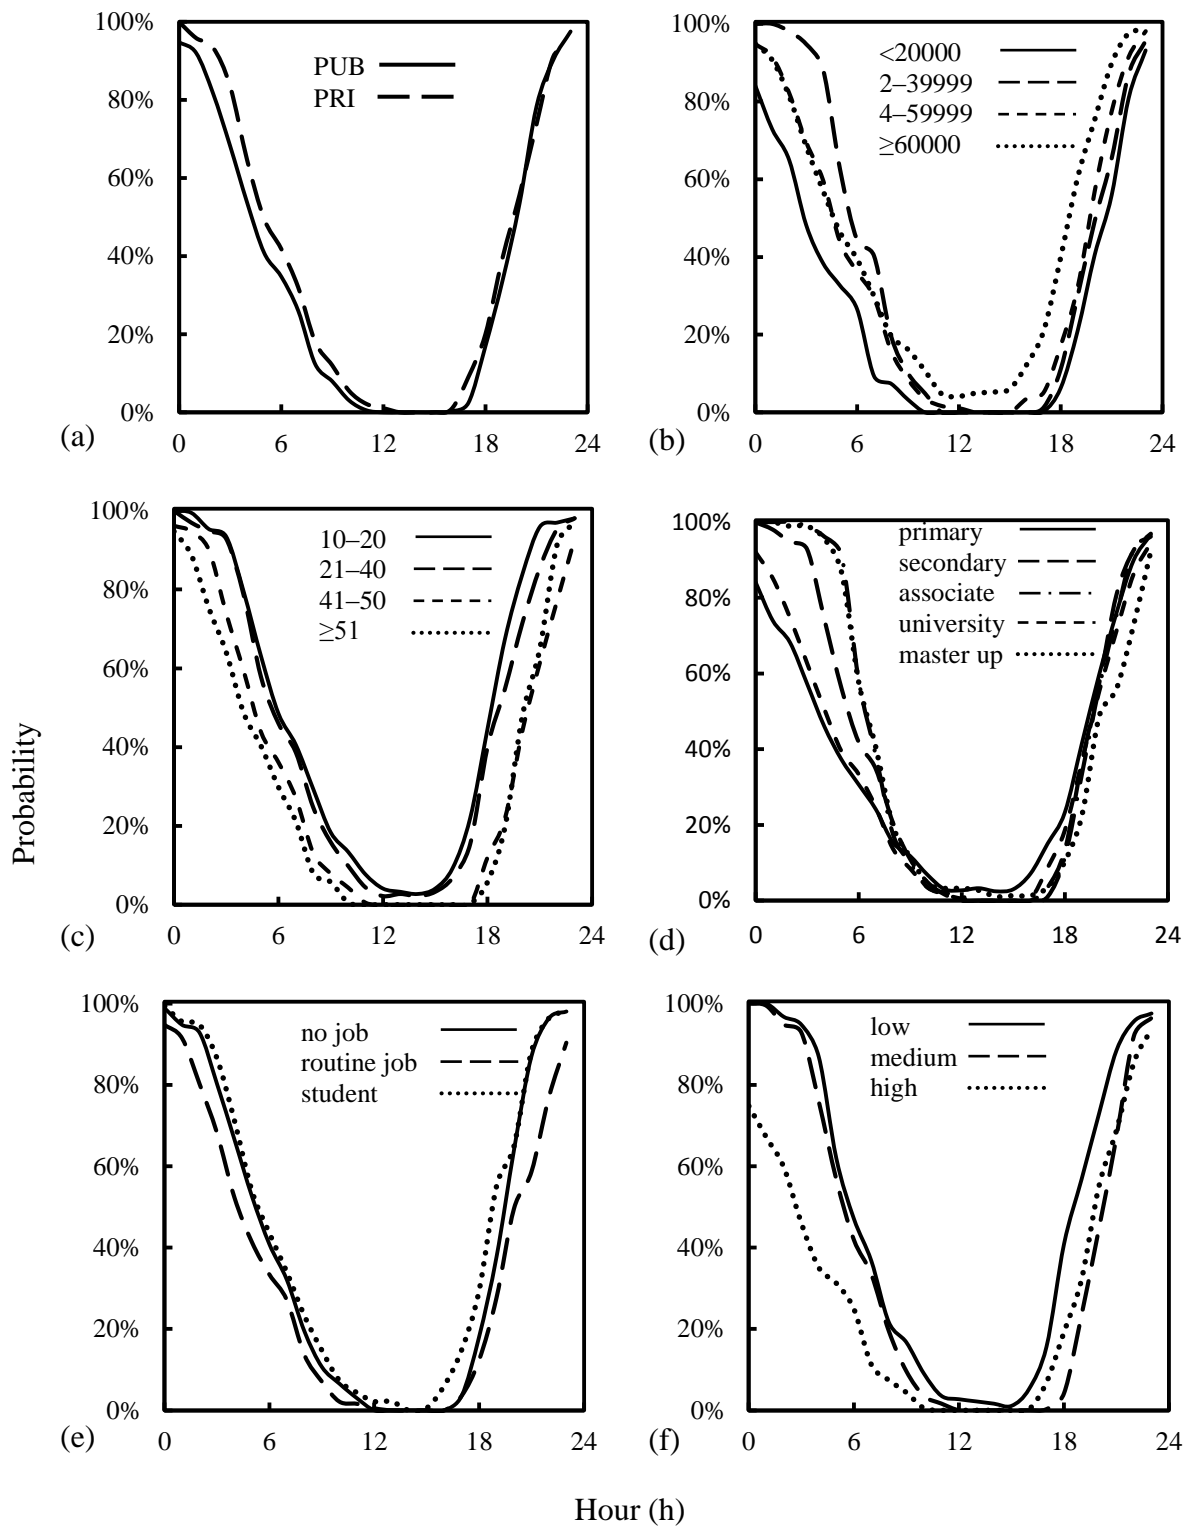 100%
80%
60%
40%
20%
0%
PUB
PRI
(a)
0 6 12 18 24
100%
80%
60%
40%
20%
0%
<20000
2–39999
4–59999
≥60000
(b)
0 6 12 18 24
Probability
100%
80%
60%
40%
20%
0%
10–20
21–40
41–50
≥51
(c)
0 6 12 18 24
100%
80%
60%
40%
20%
0%
primary
secondary
associate
university
master up
(d)
0 6 12 18 24
100%
80%
60%
40%
20%
0%
no job
routine job
student
(e)
0 6 12 18 24
100%
80%
60%
40%
20%
0%
low
medium
high
(f)
0 6 12 18 24
Hour (h)